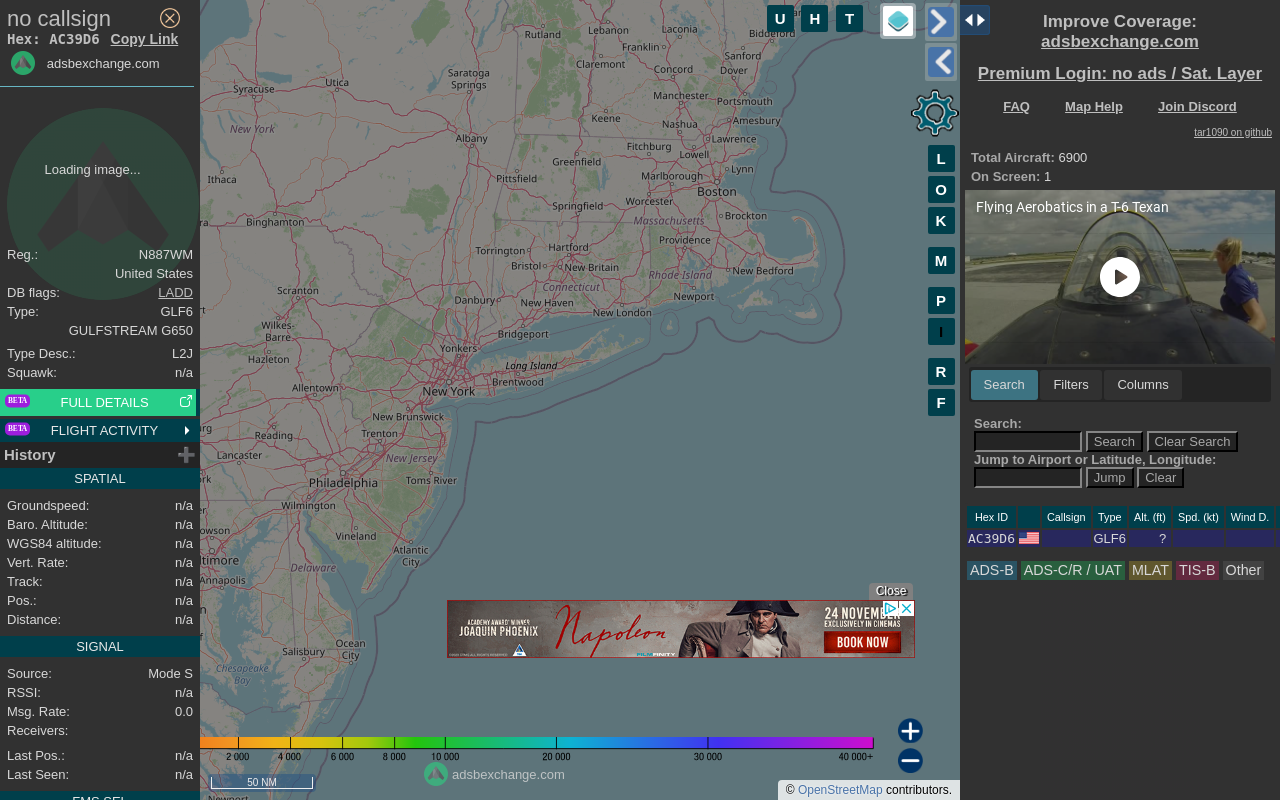 no callsign
Hex: AC39D6 Copy Link
adsbexchange.com
Loading image...
Reg.: N887WM
United States
DB flags: LADD
Type: GLF6
GULFSTREAM G650
Type Desc.: L2J
Squawk: n/a
BETA FULL DETAILS
BETA FLIGHT ACTIVITY
History
SPATIAL
Groundspeed: n/a
Baro. Altitude: n/a
WGS84 altitude: n/a
Vert. Rate: n/a
Track: n/a
Pos.: n/a
Distance: n/a
SIGNAL
Source: Mode S
RSSI: n/a
Msg. Rate: 0.0
Receivers:
Last Pos.: n/a
Last Seen: n/a
FMS SEL
U H T
L
O
K
M
P
I
R
F
Rutland
Lebanon
Laconia
Biddeford
Franklin
Sanford
Claremont
Concord
Dover
Utica
Saratoga
Springs
Syracuse
Manchester
Portsmouth
Keene
Nashua
Amesbury
New York
Albany
Lawrence
Fitchburg
Lowell
Greenfield
Lynn
Ithaca
Pittsfield
Marlborough
Boston
Worcester
Springfield
Massachusetts
Brockton
Binghamton
Torrington
Hartford
Providence
Bristol
New Britain
Rhode Island
New Bedford
Connecticut
Scranton
Danbury
New Haven
Newport
New London
Wilkes-
Barre
Bridgeport
Yonkers
Hazleton
Long Island
Brentwood
Allentown
New York
New Brunswick
Reading
Trenton
Lancaster
New Jersey
Philadelphia
Toms River
Wilmington
Vineland
Atlantic
City
Annapolis
Delaware
Ocean
City
Salisbury
Chesapeake
Bay
Newport
Close
ACADEMY AWARD® WINNER
JOAQUIN PHOENIX
Napoleon
24 NOVEMBER
EXCLUSIVELY IN CINEMAS
BOOK NOW
FILMFINITY
2 000 4 000 6 000 8 000 10 000 20 000 30 000 40 000+
adsbexchange.com
50 NM
© OpenStreetMap contributors.
Improve Coverage:
adsbexchange.com
Premium Login: no ads / Sat. Layer
FAQ Map Help Join Discord
tar1090 on github
Total Aircraft: 6900
On Screen: 1
Flying Aerobatics in a T-6 Texan
Search Filters Columns
Search:
Search Clear Search
Jump to Airport or Latitude, Longitude:
Jump Clear
Hex ID Callsign Type Alt. (ft) Spd. (kt) Wind D.
AC39D6 GLF6 ?
ADS-B ADS-C/R / UAT MLAT TIS-B Other